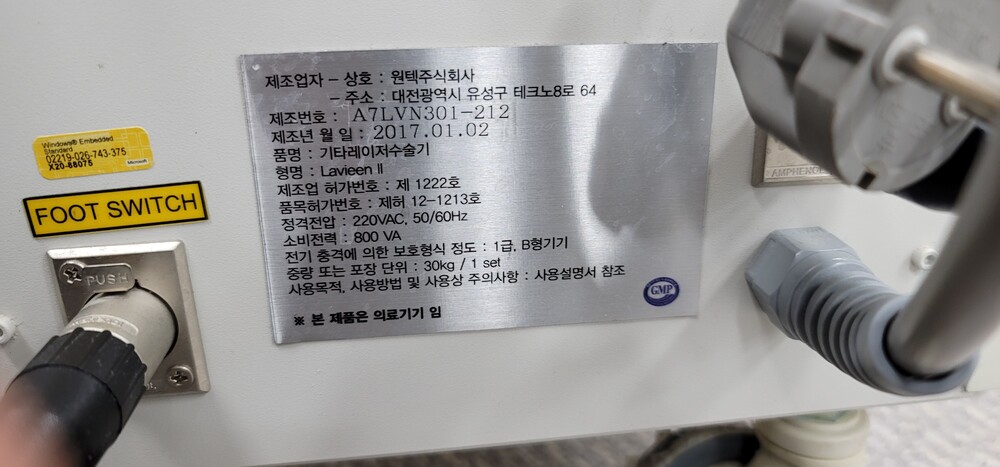 Windows® Embedded
Standard
02219-026-743-375
X20-88075
Microsoft
FOOT SWITCH
PUSH
제조업자 - 상호 : 원텍주식회사
- 주소 : 대전광역시 유성구 테크노8로 64
제조번호 : A7LVN301-212
제조년 월 일 : 2017.01.02
품명 : 기타레이저수술기
형명 : Lavieen II
제조업 허가번호 : 제 1222호
품목허가번호 : 제허 12-1213호
정격전압 : 220VAC, 50/60Hz
소비전력 : 800 VA
전기 충격에 의한 보호형식 정도 : 1급, B형기기
중량 또는 포장 단위 : 30kg / 1 set
사용목적, 사용방법 및 사용상 주의사항 : 사용설명서 참조
GMP
※ 본 제품은 의료기기 임